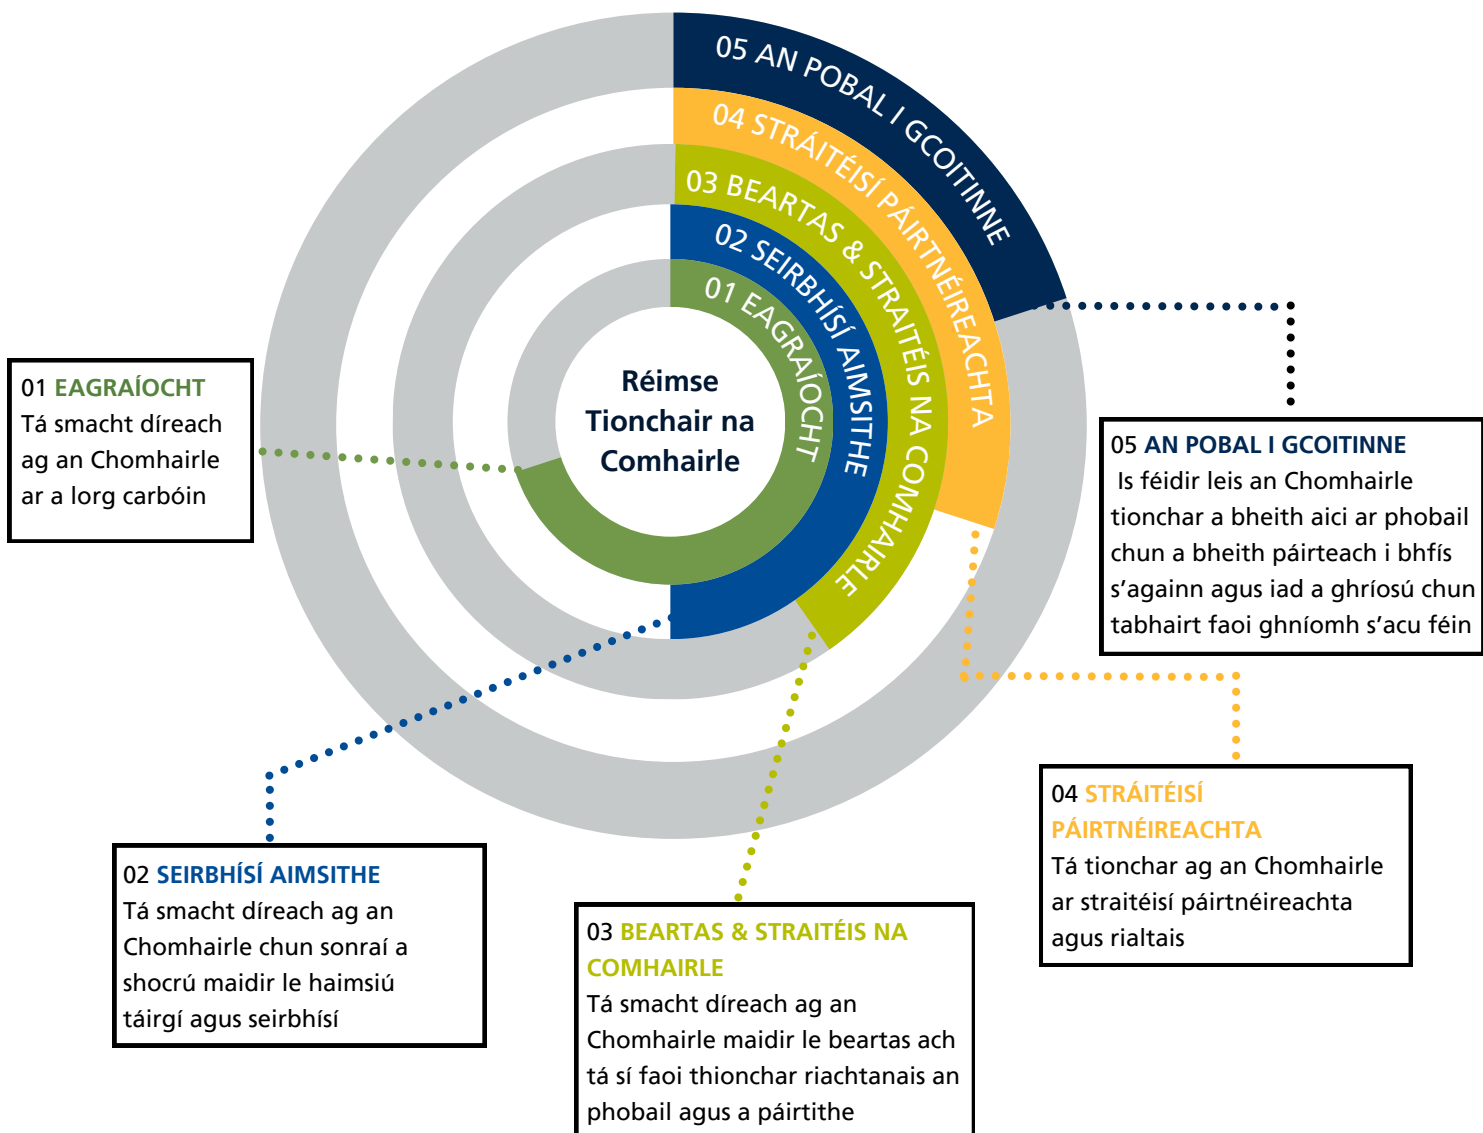 05 AN POBAL I GCOITINNE
04 STRÁITÉISÍ PÁIRTNÉIREACHTA
03 BEARTAS & STRAITÉIS NA COMHAIRLE
02 SEIRBHÍSÍ AIMSITHE
01 EAGRAÍOCHT
Réimse
Tionchair na
Comhairle
01 EAGRAÍOCHT
Tá smacht díreach
ag an Chomhairle
ar a lorg carbóin
05 AN POBAL I GCOITINNE
Is féidir leis an Chomhairle
tionchar a bheith aici ar phobail
chun a bheith páirteach i bhfís
s'againn agus iad a ghríosú chun
tabhairt faoi ghníomh s'acu féin
04 STRÁITÉISÍ
PÁIRTNÉIREACHTA
Tá tionchar ag an Chomhairle
ar straitéisí páirtnéireachta
agus rialtais
02 SEIRBHÍSÍ AIMSITHE
Tá smacht díreach ag an
Chomhairle chun sonraí a
shocrú maidir le haimsiú
táirgí agus seirbhísí
03 BEARTAS & STRAITÉIS NA
COMHAIRLE
Tá smacht díreach ag an
Chomhairle maidir le beartas ach
tá sí faoi thionchar riachtanais an
phobail agus a páirtithe